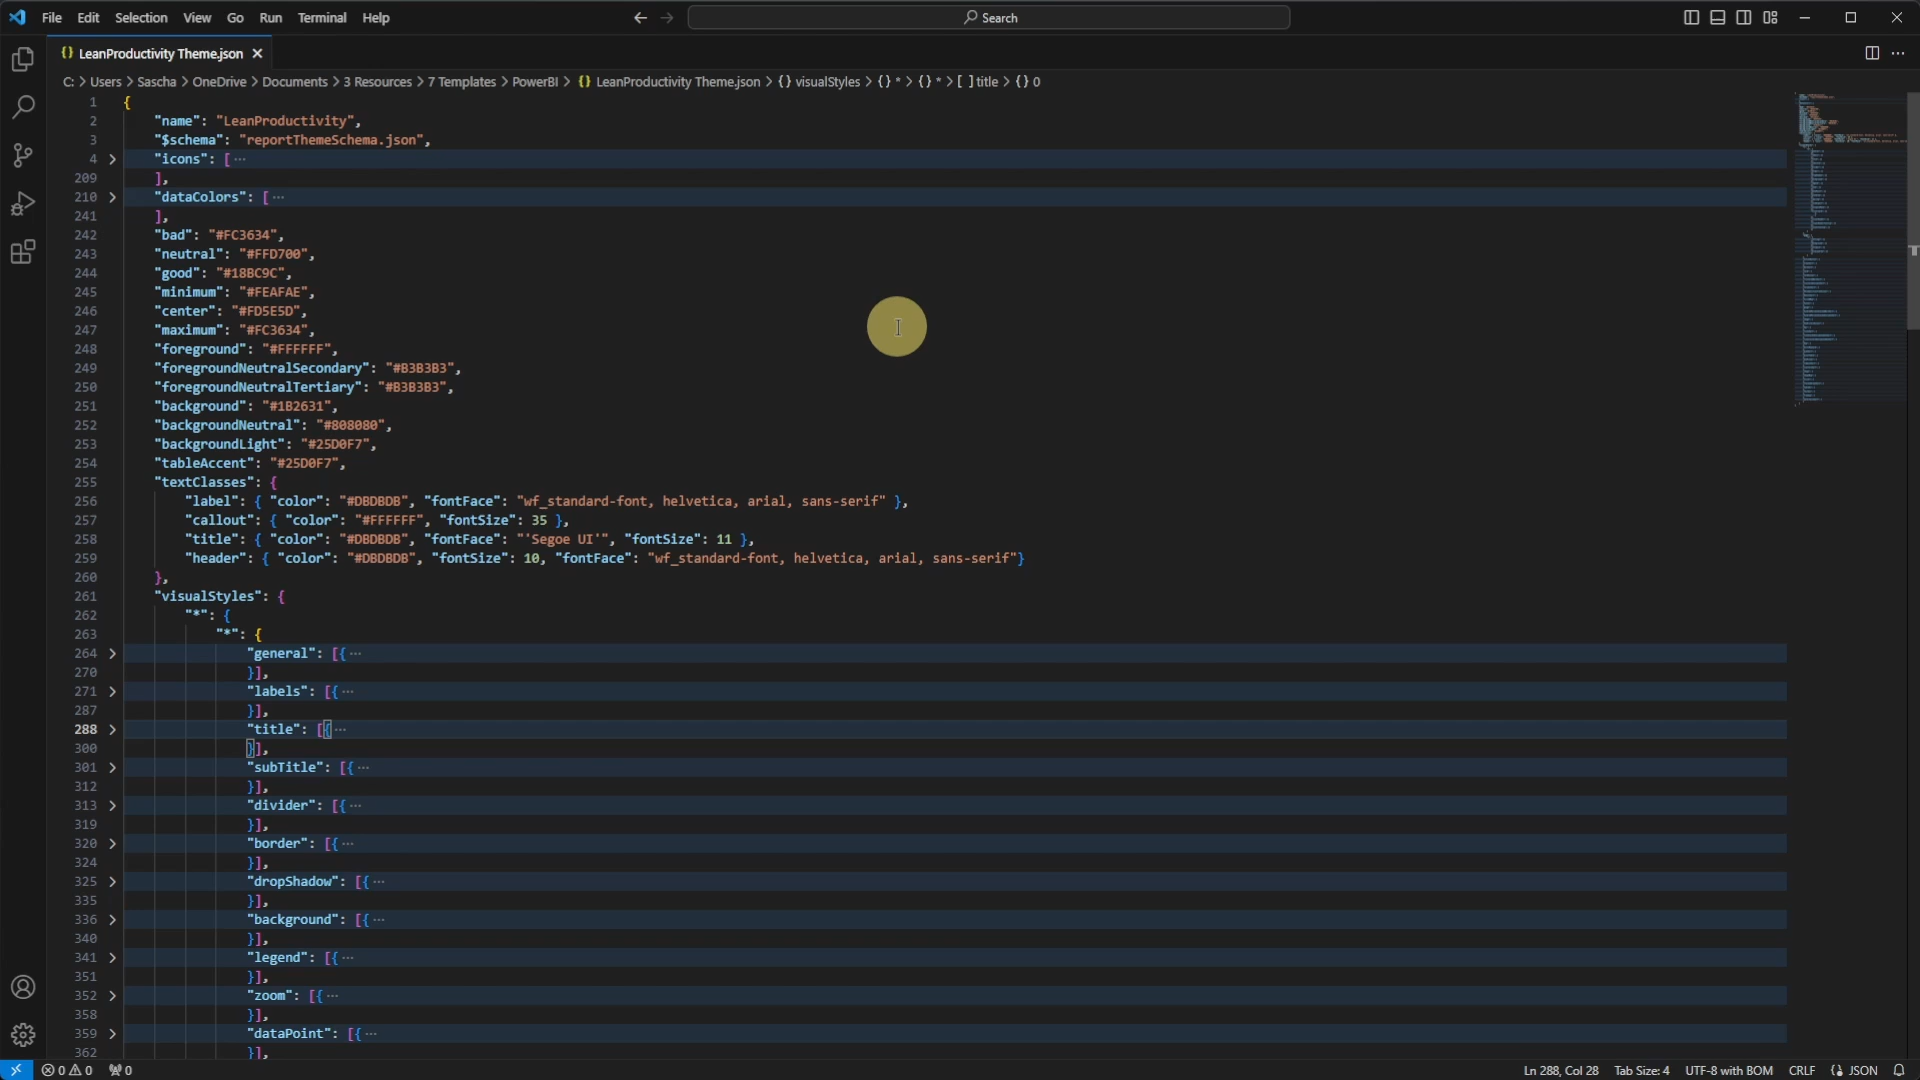 File Edit Selection View Go Run Terminal Help
Search
{} LeanProductivity Theme.json
C: > Users > Sascha > OneDrive > Documents > 3 Resources > 7 Templates > PowerBI > {} LeanProductivity Theme.json > {} visualStyles > {} * > {} * > [ ] title > {} 0
1 {
2 "name": "LeanProductivity",
3 "$schema": "reportThemeSchema.json",
4 > "icons": [ ···
209 ],
210 > "dataColors": [ ···
241 ],
242 "bad": "#FC3634",
243 "neutral": "#FFD700",
244 "good": "#18BC9C",
245 "minimum": "#FEAFAE",
246 "center": "#FD5E5D",
247 "maximum": "#FC3634",
248 "foreground": "#FFFFFF",
249 "foregroundNeutralSecondary": "#B3B3B3",
250 "foregroundNeutralTertiary": "#B3B3B3",
251 "background": "#1B2631",
252 "backgroundNeutral": "#808080",
253 "backgroundLight": "#25D0F7",
254 "tableAccent": "#25D0F7",
255 "textClasses": {
256 "label": { "color": "#DBDBDB", "fontFace": "wf_standard-font, helvetica, arial, sans-serif" },
257 "callout": { "color": "#FFFFFF", "fontSize": 35 },
258 "title": { "color": "#DBDBDB", "fontFace": "'Segoe UI'", "fontSize": 11 },
259 "header": { "color": "#DBDBDB", "fontSize": 10, "fontFace": "wf_standard-font, helvetica, arial, sans-serif"}
260 },
261 "visualStyles": {
262 "*": {
263 "*": {
264 > "general": [{ ···
270 }],
271 > "labels": [{ ···
287 }],
288 > "title": [{ ···
300 }],
301 > "subTitle": [{ ···
312 }],
313 > "divider": [{ ···
319 }],
320 > "border": [{ ···
324 }],
325 > "dropShadow": [{ ···
335 }],
336 > "background": [{ ···
340 }],
341 > "legend": [{ ···
351 }],
352 > "zoom": [{ ···
358 }],
359 > "dataPoint": [{ ···
362 }],
0 0 0 Ln 288, Col 28 Tab Size: 4 UTF-8 with BOM CRLF {} JSON